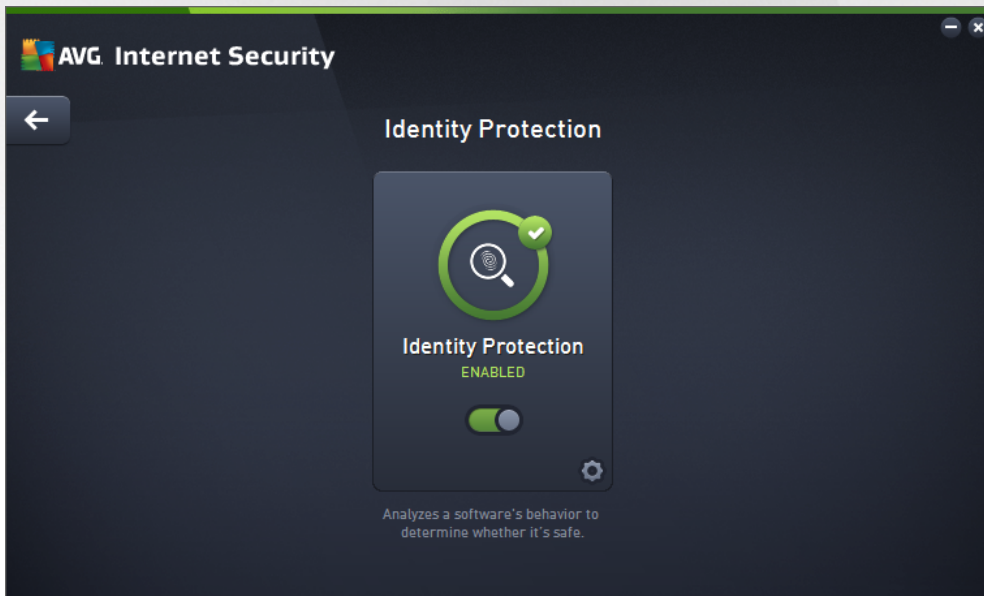 AVG Internet Security
Identity Protection
Identity Protection
ENABLED
Analyzes a software's behavior to
determine whether it's safe.